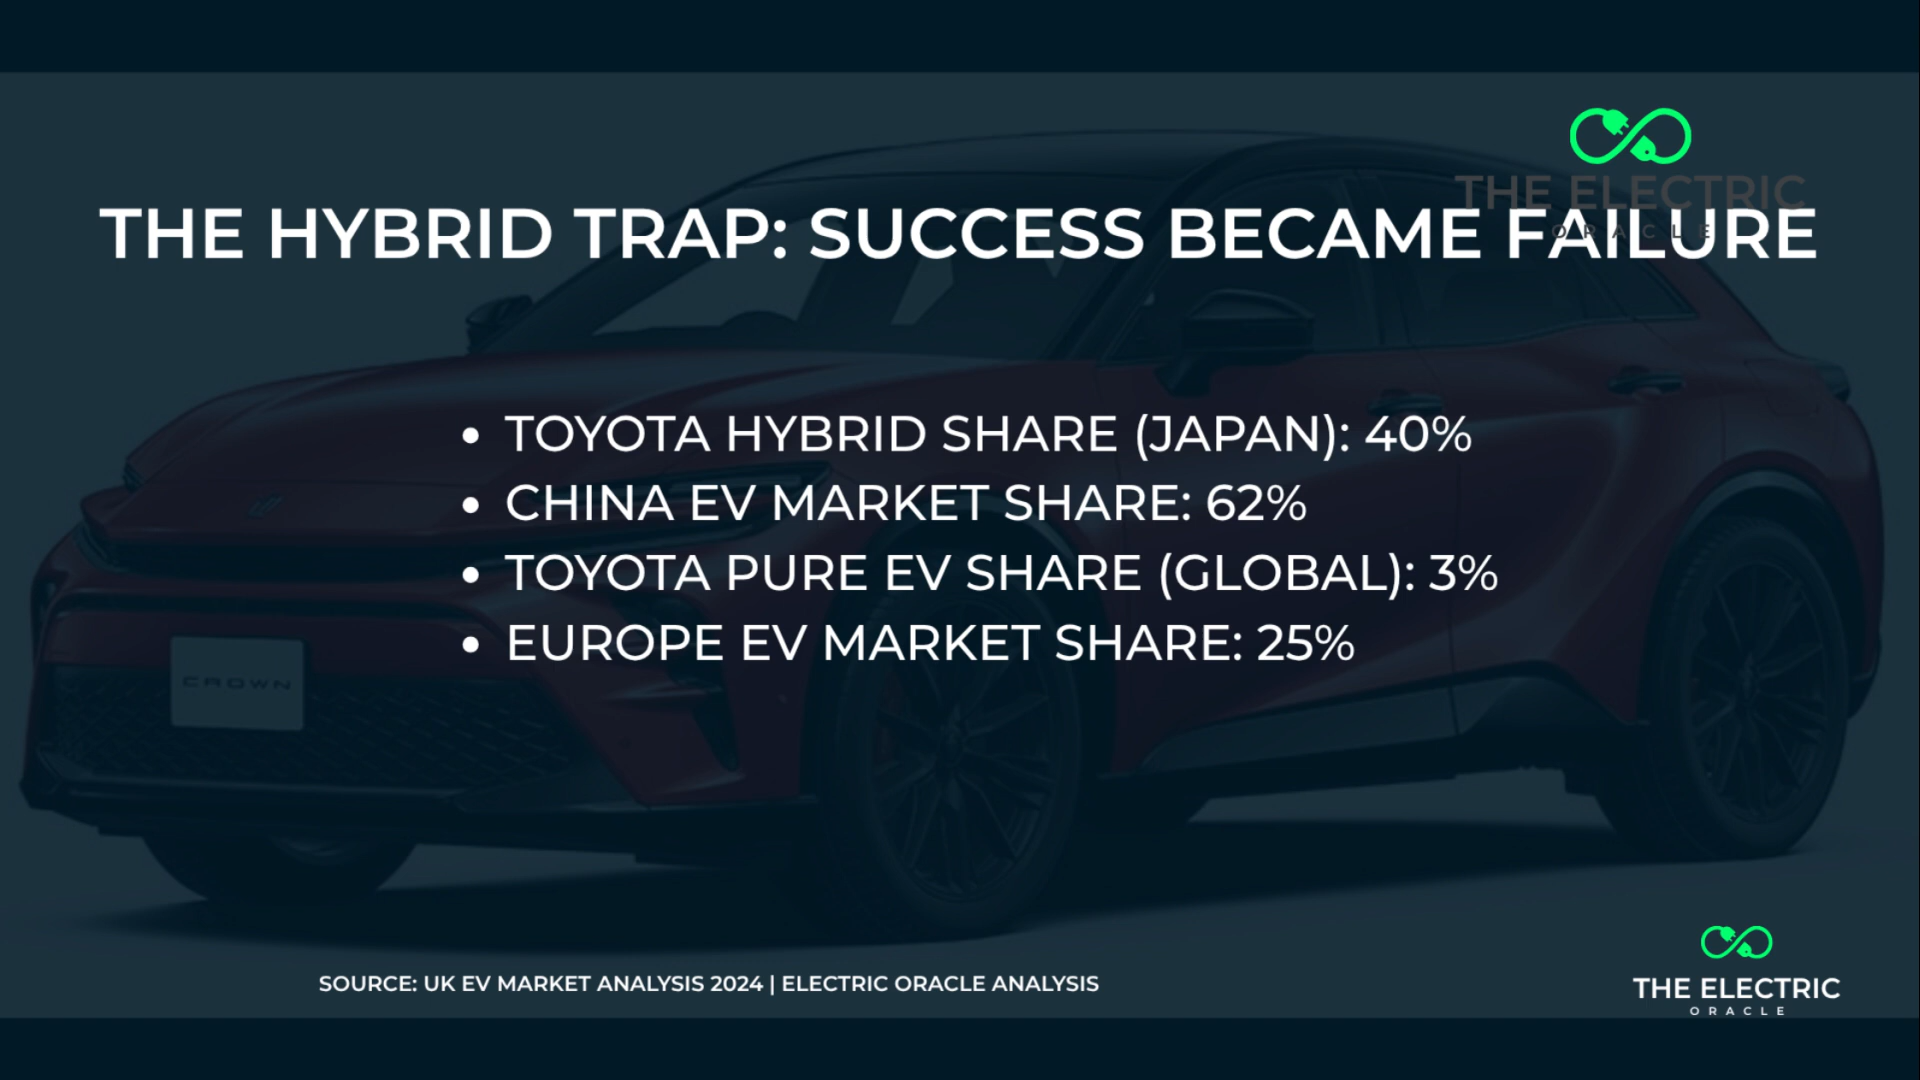 THE ELECTRIC
ORACLE
THE HYBRID TRAP: SUCCESS BECAME FAILURE
• TOYOTA HYBRID SHARE (JAPAN): 40%
• CHINA EV MARKET SHARE: 62%
• TOYOTA PURE EV SHARE (GLOBAL): 3%
• EUROPE EV MARKET SHARE: 25%
CROWN
SOURCE: UK EV MARKET ANALYSIS 2024 | ELECTRIC ORACLE ANALYSIS
THE ELECTRIC
ORACLE